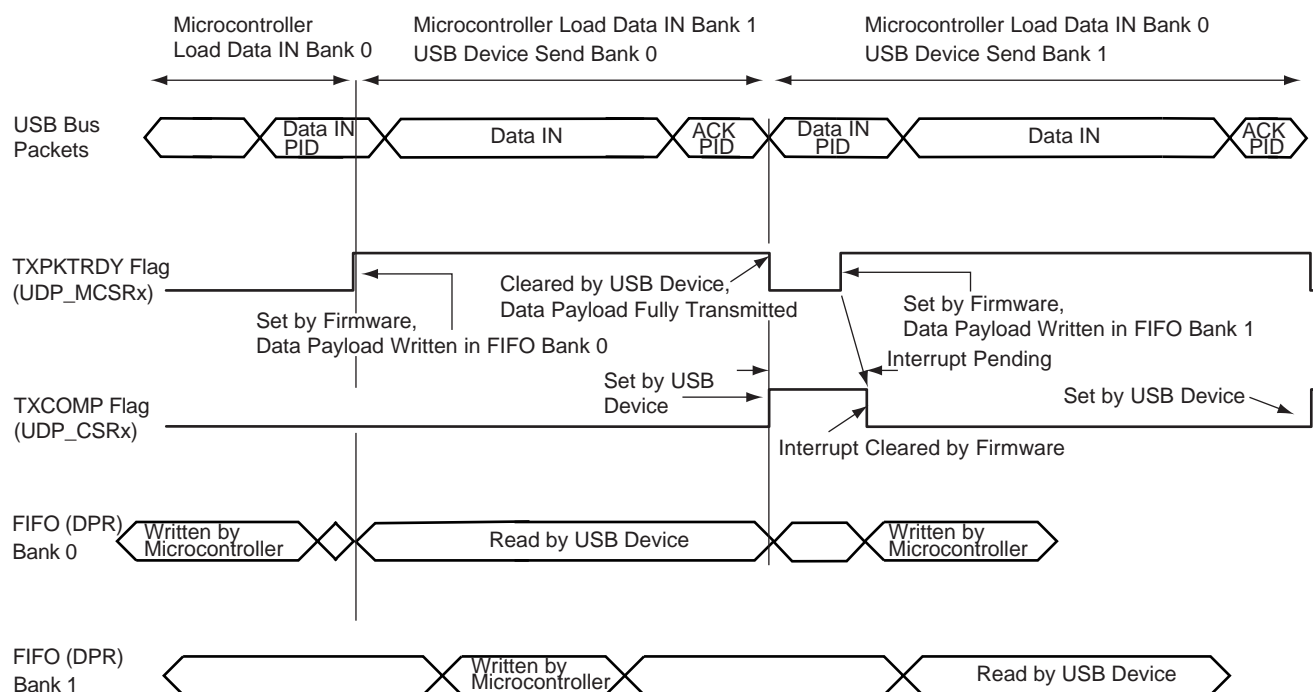 Microcontroller
Load Data IN Bank 0
Microcontroller Load Data IN Bank 1
USB Device Send Bank 0
Microcontroller Load Data IN Bank 0
USB Device Send Bank 1
USB Bus
Packets
Data IN
PID
Data IN
ACK
PID
Data IN
PID
Data IN
ACK
PID
TXPKTRDY Flag
(UDP_MCSRx)
Set by Firmware,
Data Payload Written in FIFO Bank 0
Cleared by USB Device,
Data Payload Fully Transmitted
Set by Firmware,
Data Payload Written in FIFO Bank 1
Interrupt Pending
TXCOMP Flag
(UDP_CSRx)
Set by USB
Device
Set by USB Device
Interrupt Cleared by Firmware
FIFO (DPR)
Bank 0
Written by
Microcontroller
Read by USB Device
Written by
Microcontroller
FIFO (DPR)
Bank 1
Written by
Microcontroller
Read by USB Device